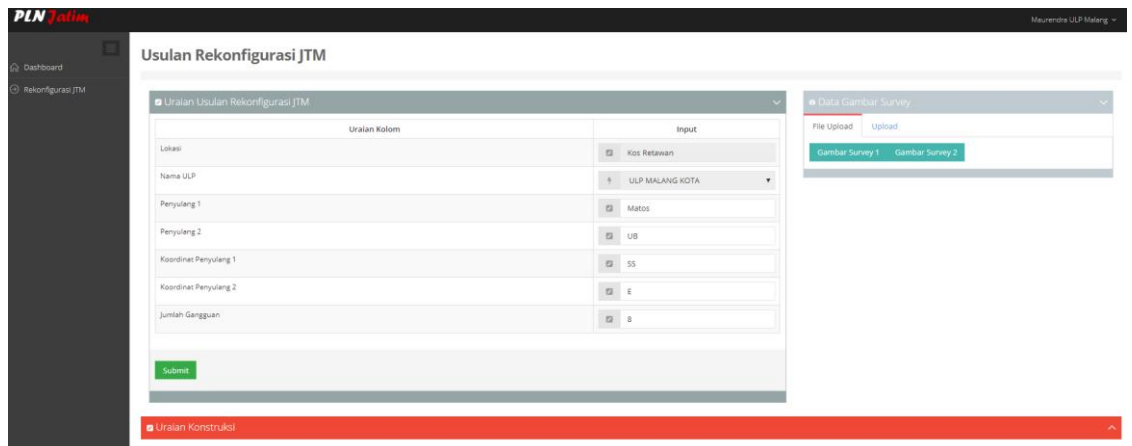 PLN Jatim
Maurendra ULP Malang
Dashboard
Rekonfigurasi JTM
Usulan Rekonfigurasi JTM
Uraian Usulan Rekonfigurasi JTM
Uraian Kolom Input
Lokasi Kos Retawan
Nama ULP ULP MALANG KOTA
Penyulang 1 Matos
Penyulang 2 UB
Koordinat Penyulang 1 SS
Koordinat Penyulang 2 E
Jumlah Gangguan 8
Submit
Data Gambar Survey
File Upload Upload
Gambar Survey 1 Gambar Survey 2
Uraian Konstruksi